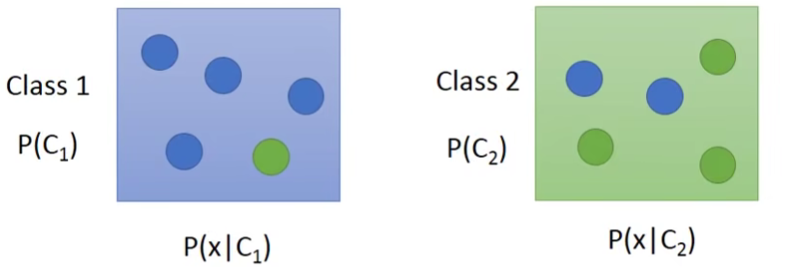 Class 1
P(C₁)
P(x|C₁)
Class 2
P(C₂)
P(x|C₂)